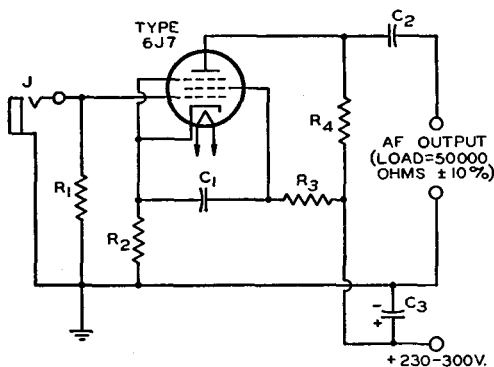 TYPE
6J7
C2
J
R4
AF OUTPUT
(LOAD=50000
OHMS ±10%)
R1
C1
R3
R2
C3
-
+
+230-300V.